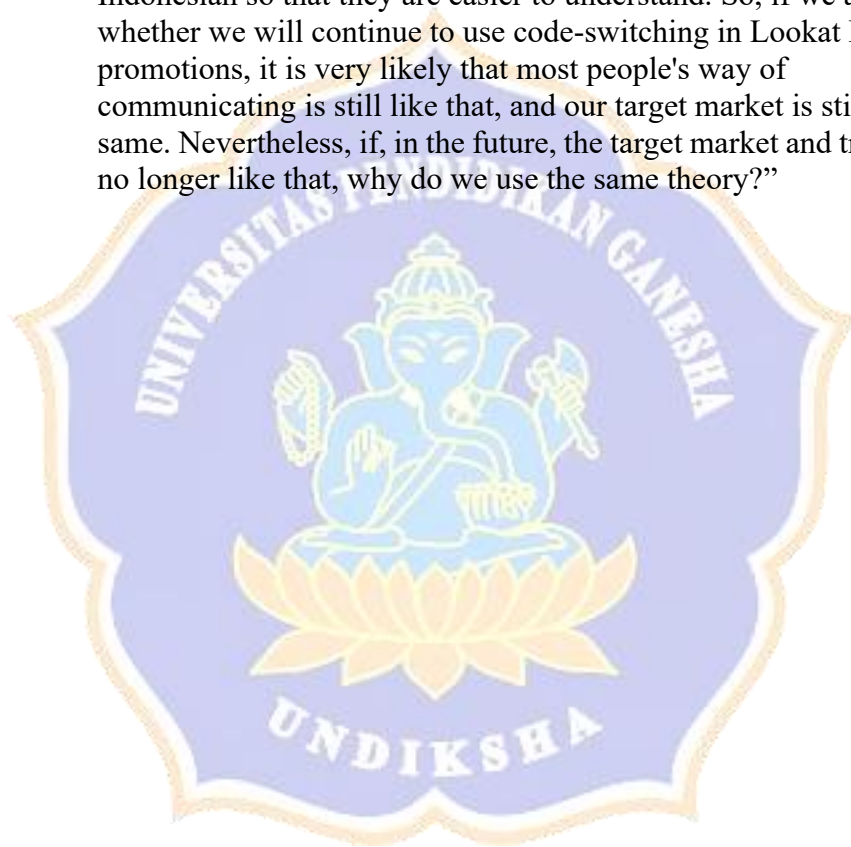 Indonesian so that they are easier to understand. So, if we a
whether we will continue to use code-switching in Lookat
promotions, it is very likely that most people's way of
communicating is still like that, and our target market is sti
same. Nevertheless, if, in the future, the target market and tr
no longer like that, why do we use the same theory?”
UNIVERSITAS PENDIDIKAN GANESHA
UNDIKSHA